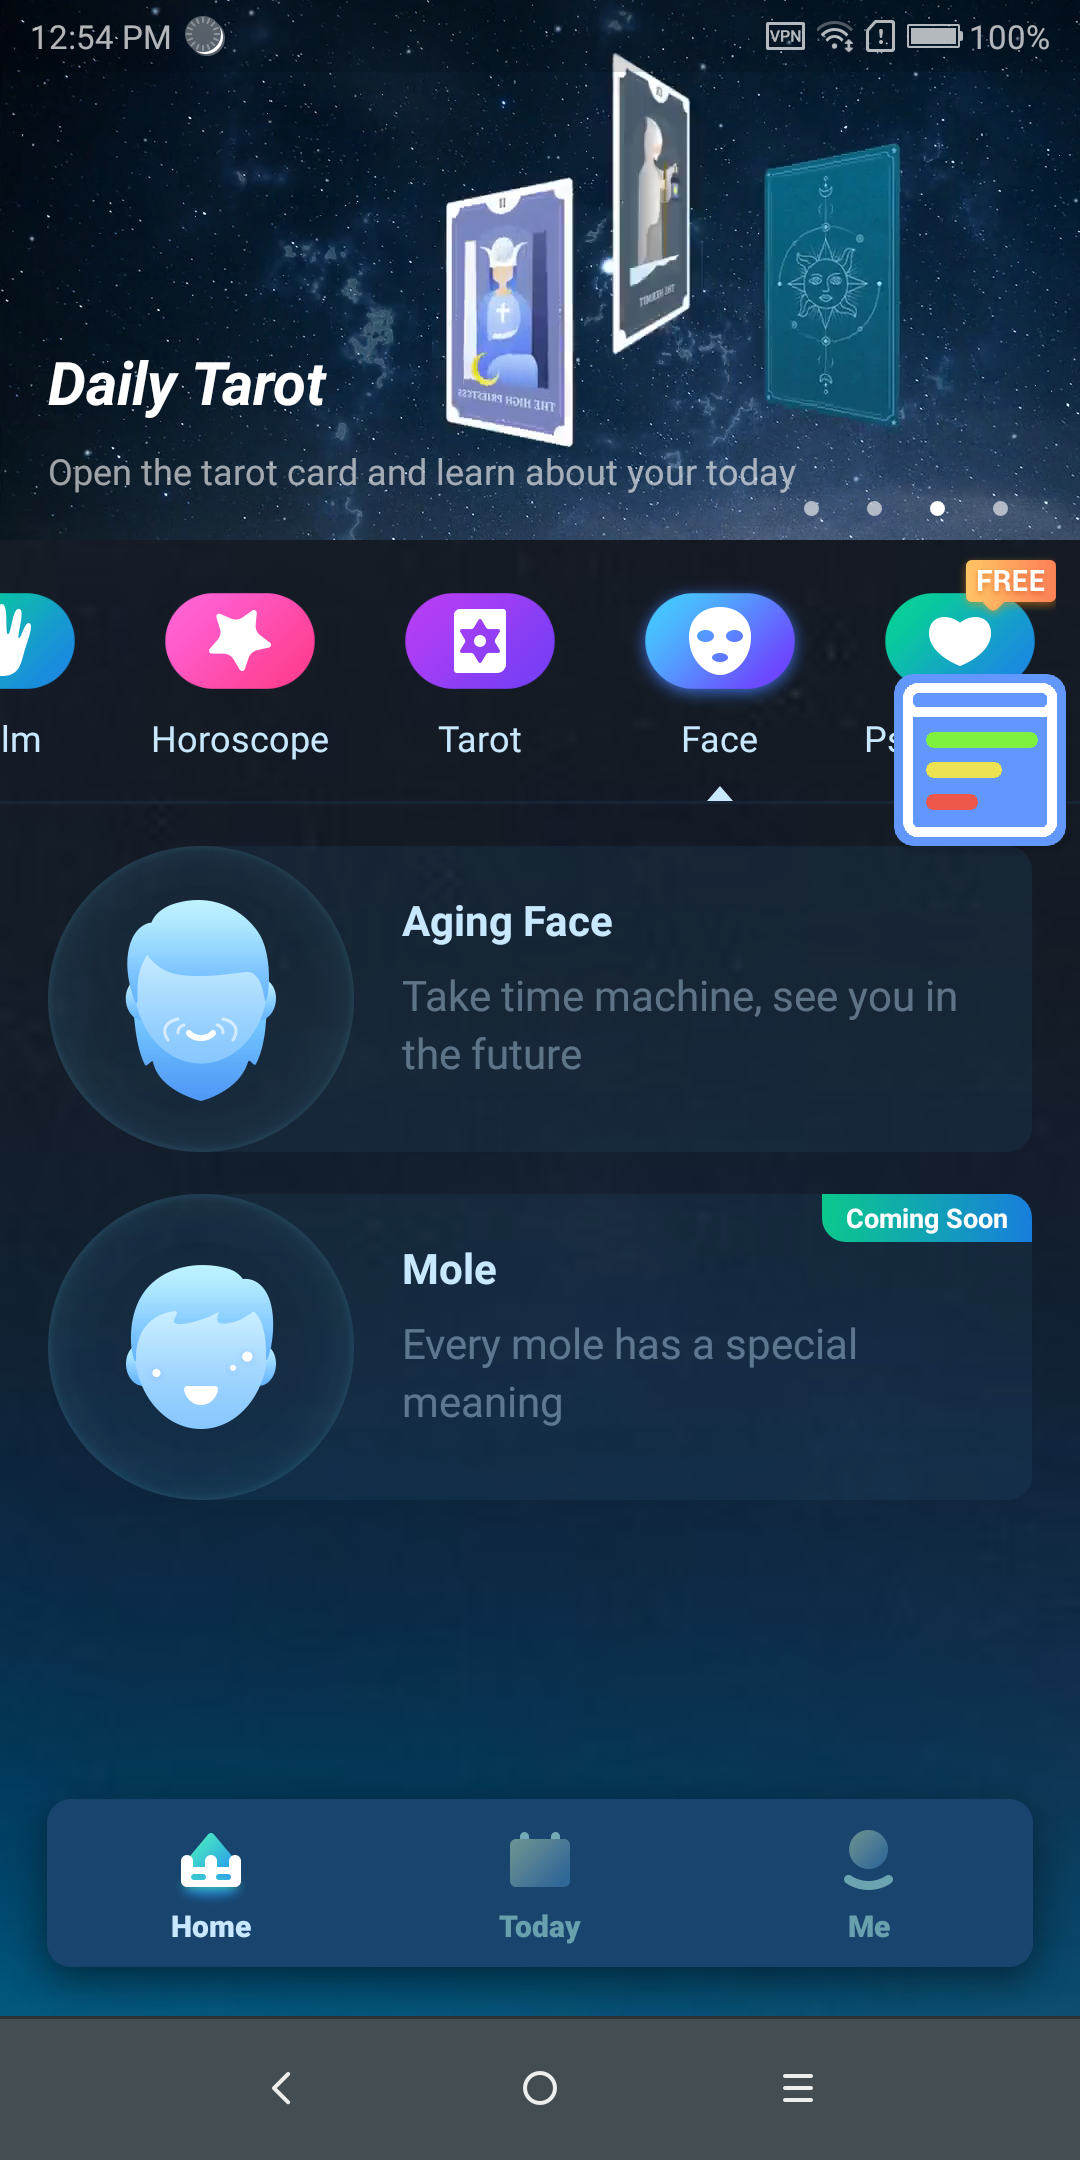 12:54 PM
VPN
100%
II
THE HIGH PRIESTESS
THE HERMIT
Daily Tarot
Open the tarot card and learn about your today
FREE
lm
Horoscope
Tarot
Face
Ps
Aging Face
Take time machine, see you in
the future
Coming Soon
Mole
Every mole has a special
meaning
Home
Today
Me